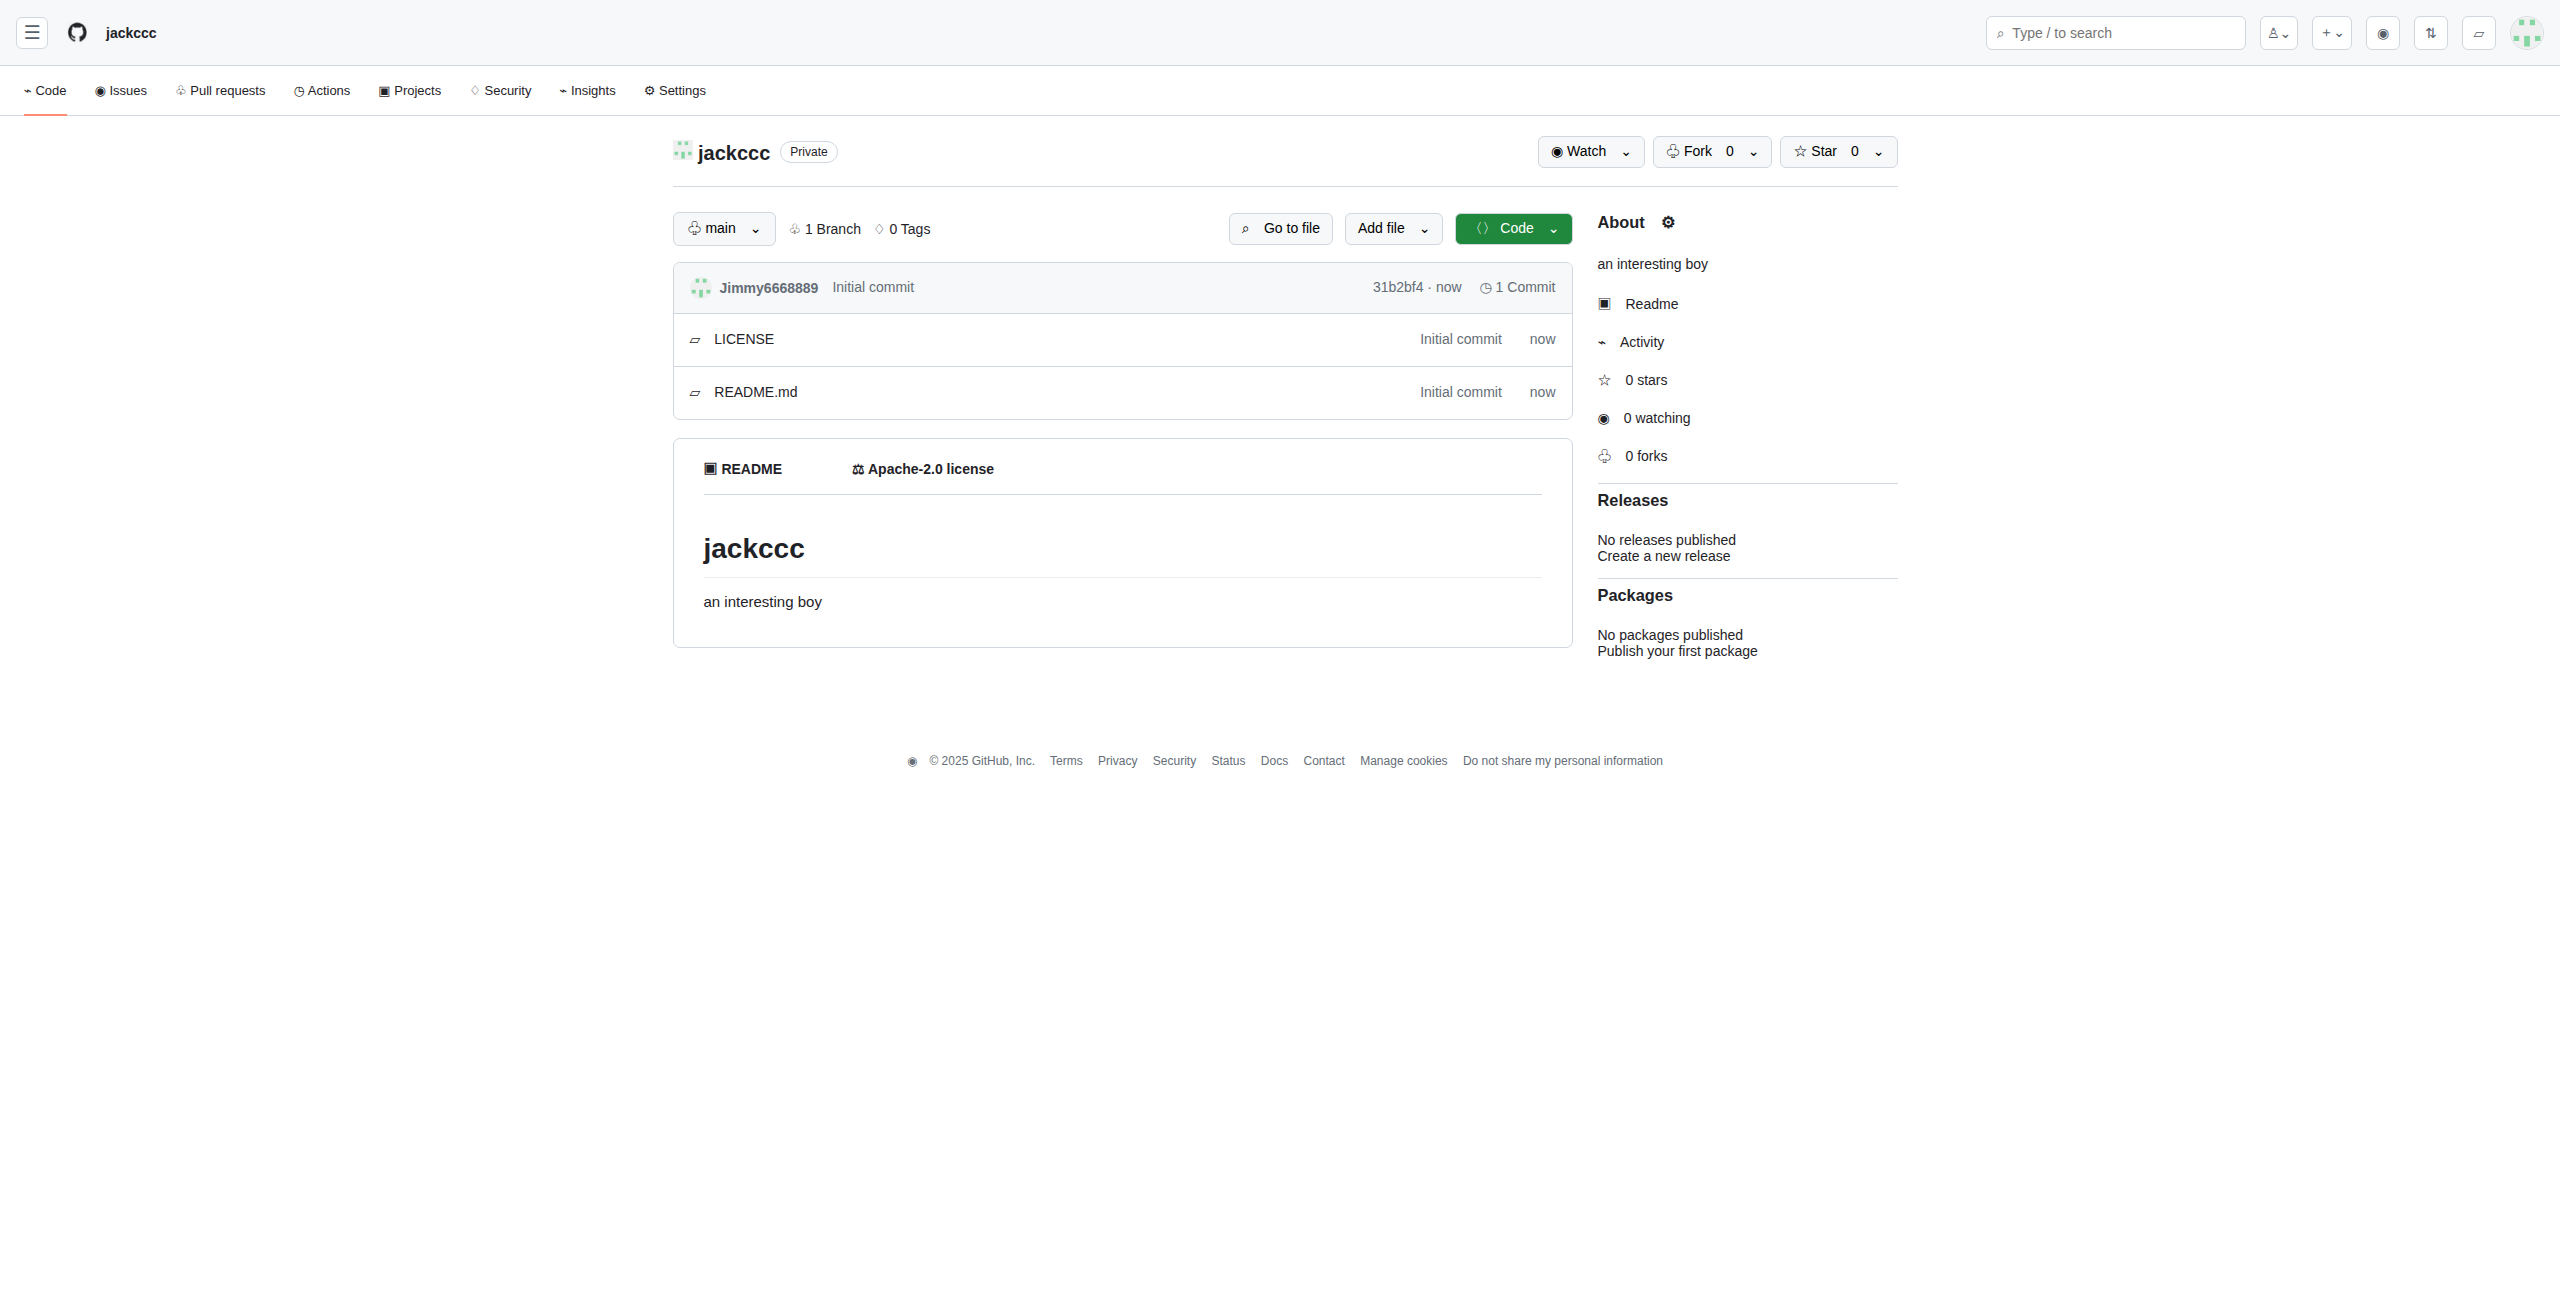 jackccc
Type / to search
Code Issues Pull requests Actions Projects Security Insights Settings
jackccc Private
Watch Fork 0 Star 0
main 1 Branch 0 Tags
Go to file Add file Code
Jimmy6668889 Initial commit 31b2bf4 · now 1 Commit
LICENSE Initial commit now
README.md Initial commit now
README Apache-2.0 license
jackccc
an interesting boy
About
an interesting boy
Readme
Activity
0 stars
0 watching
0 forks
Releases
No releases published
Create a new release
Packages
No packages published
Publish your first package
© 2025 GitHub, Inc. Terms Privacy Security Status Docs Contact Manage cookies Do not share my personal information